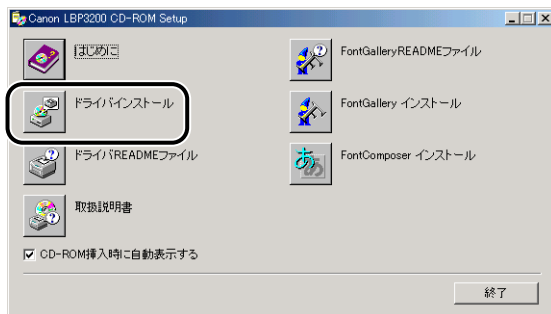 Canon LBP3200 CD-ROM Setup
はじめに
ドライバインストール
ドライバREADMEファイル
取扱説明書
FontGalleryREADMEファイル
FontGallery インストール
FontComposer インストール
CD-ROM挿入時に自動表示する
終了